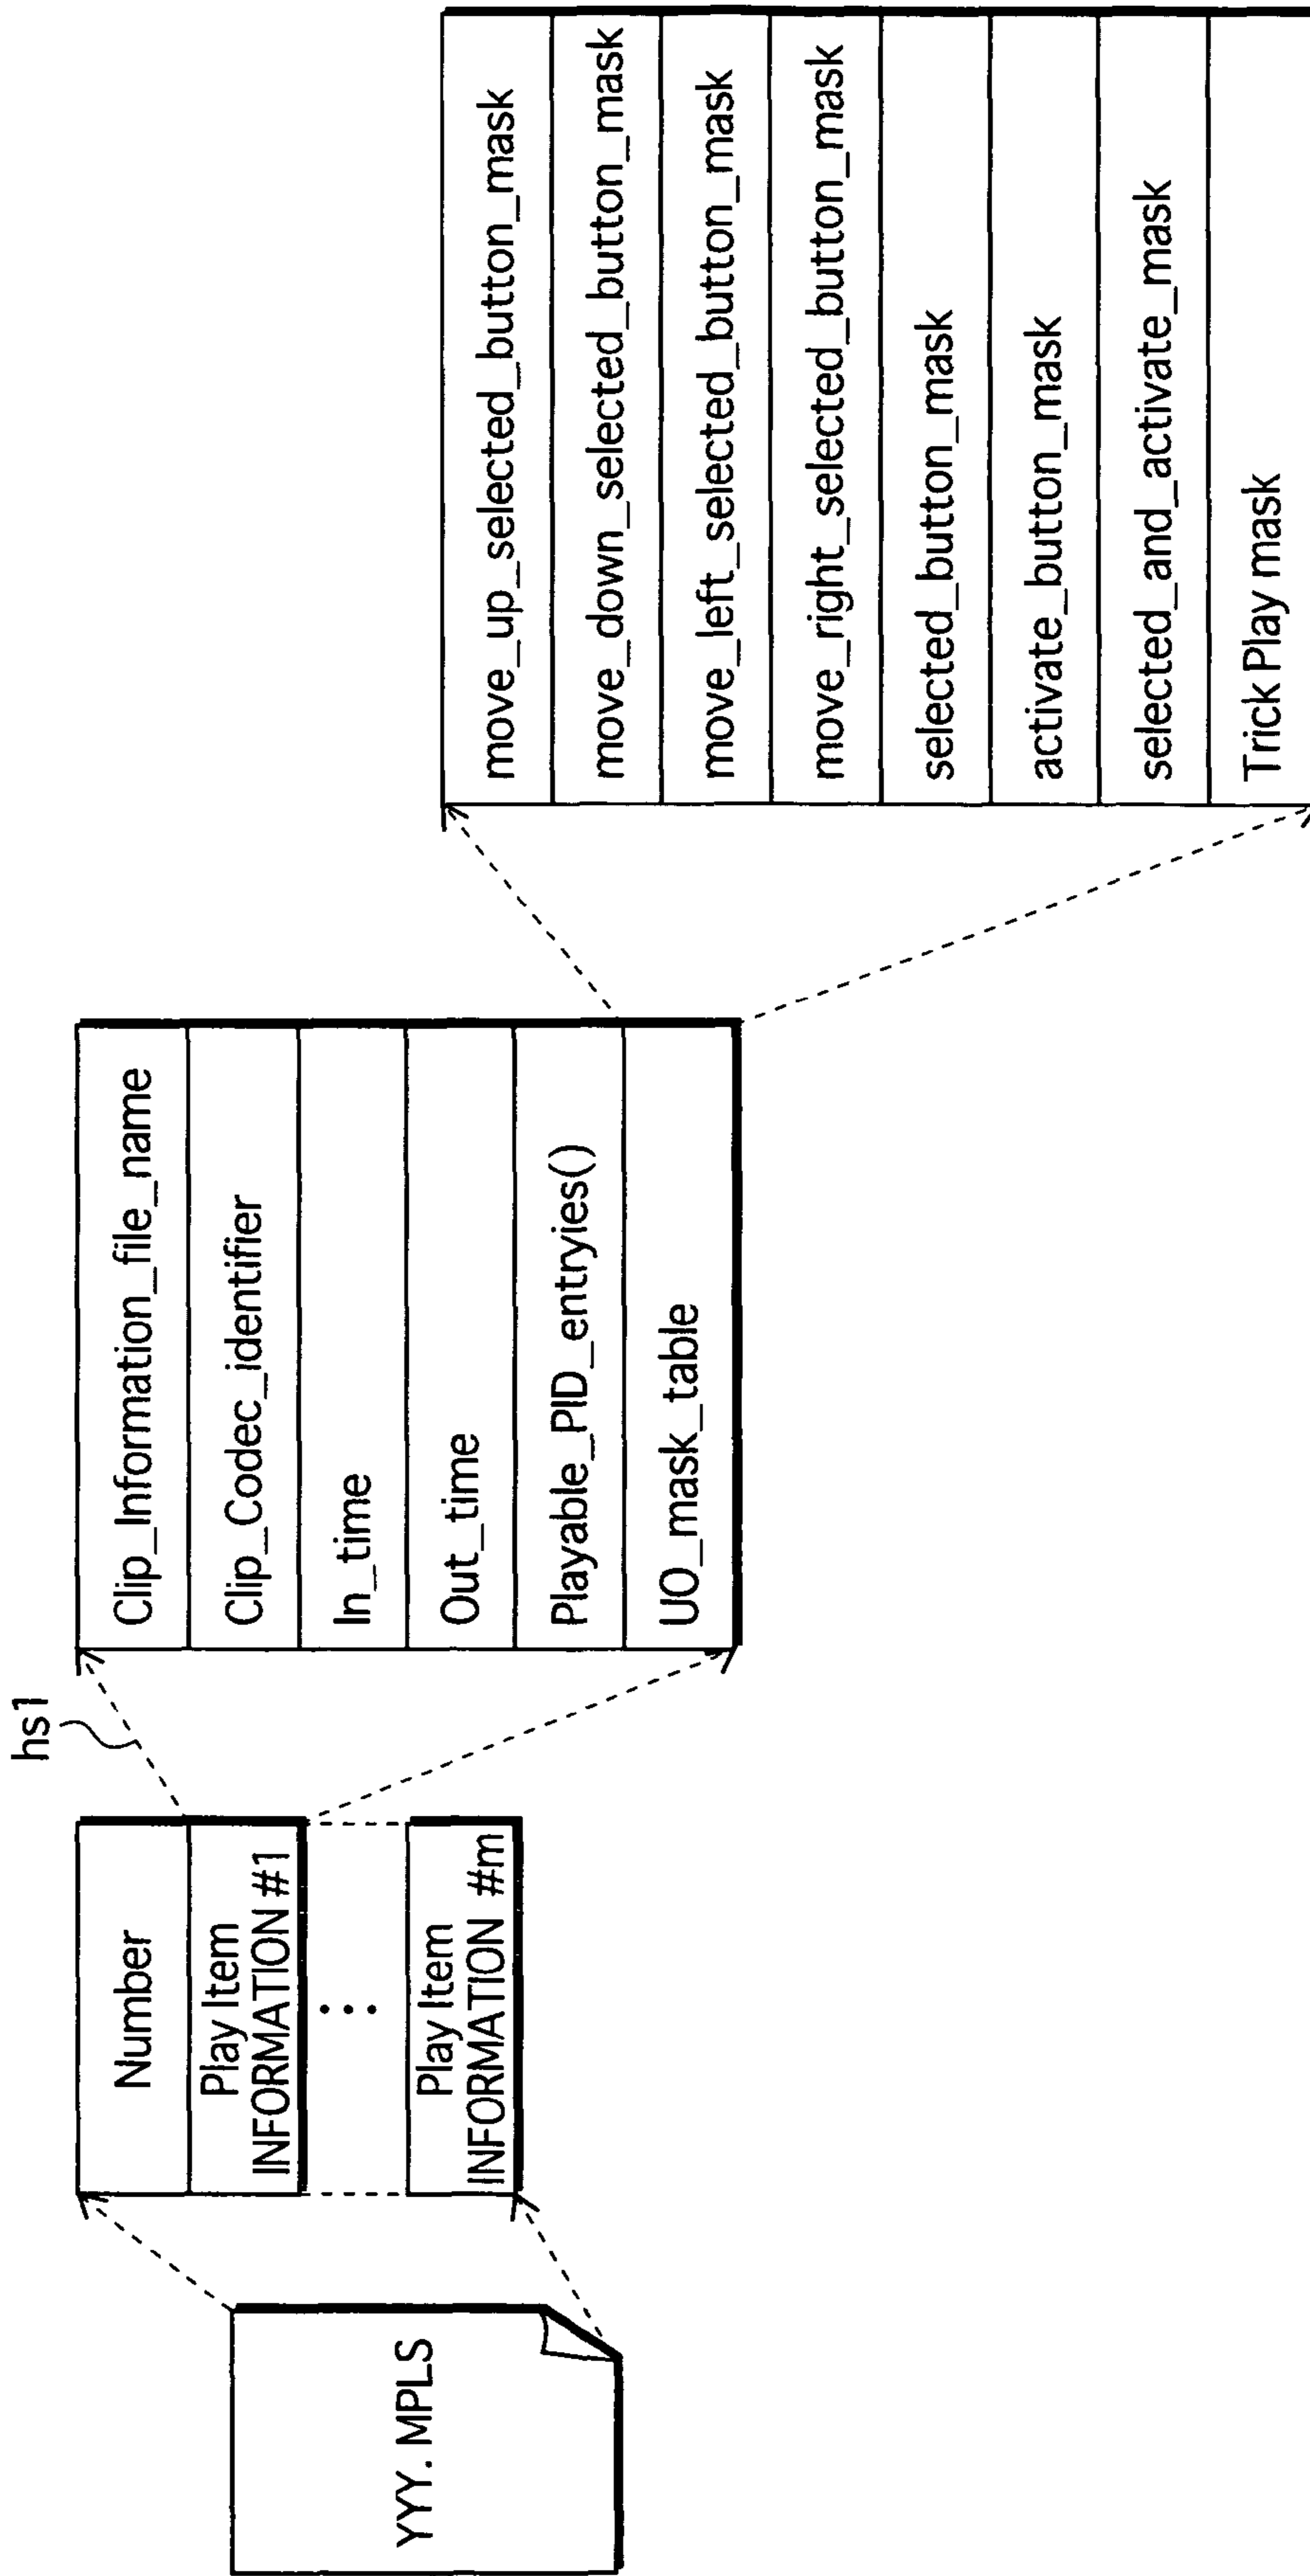 YYY. MPLS
Number
Play Item
INFORMATION #1
...
Play Item
INFORMATION #m
hs1
Clip_Information_file_name
Clip_Codec_identifier
In_time
Out_time
Playable_PID_entryies()
UO_mask_table
move_up_selected_button_mask
move_down_selected_button_mask
move_left_selected_button_mask
move_right_selected_button_mask
selected_button_mask
activate_button_mask
selected_and_activate_mask
Trick Play mask